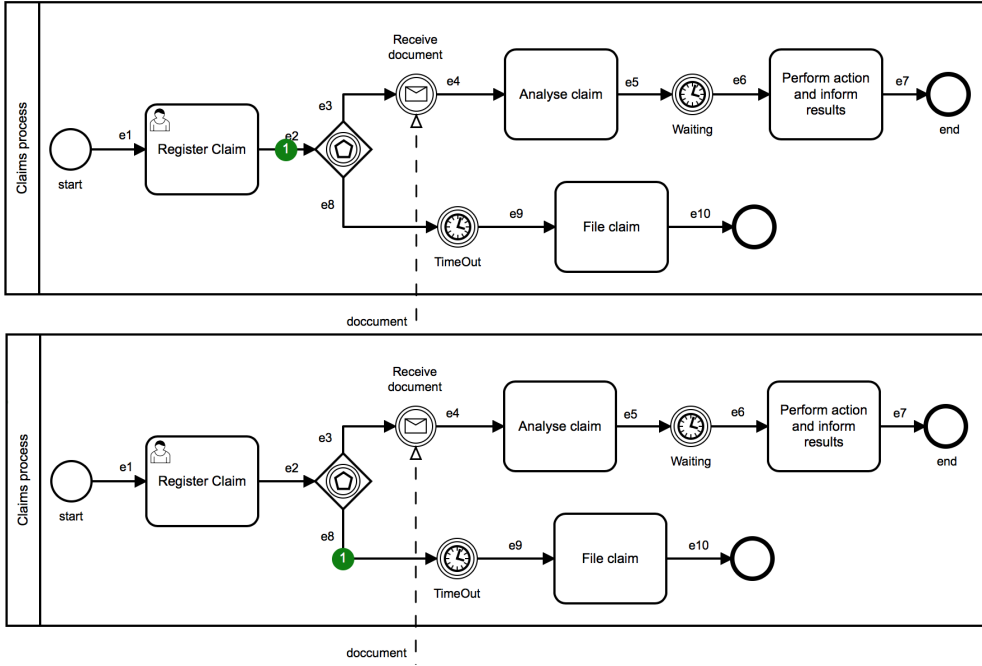 Claims process
Receive
document
e3
e4
Analyse claim
e5
e6
Waiting
Perform action
and inform
results
e7
end
e1
start
Register Claim
e2
1
e8
TimeOut
e9
File claim
e10
doccument
Claims process
Receive
document
e3
e4
Analyse claim
e5
e6
Waiting
Perform action
and inform
results
e7
end
e1
start
Register Claim
e2
e8
1
TimeOut
e9
File claim
e10
doccument